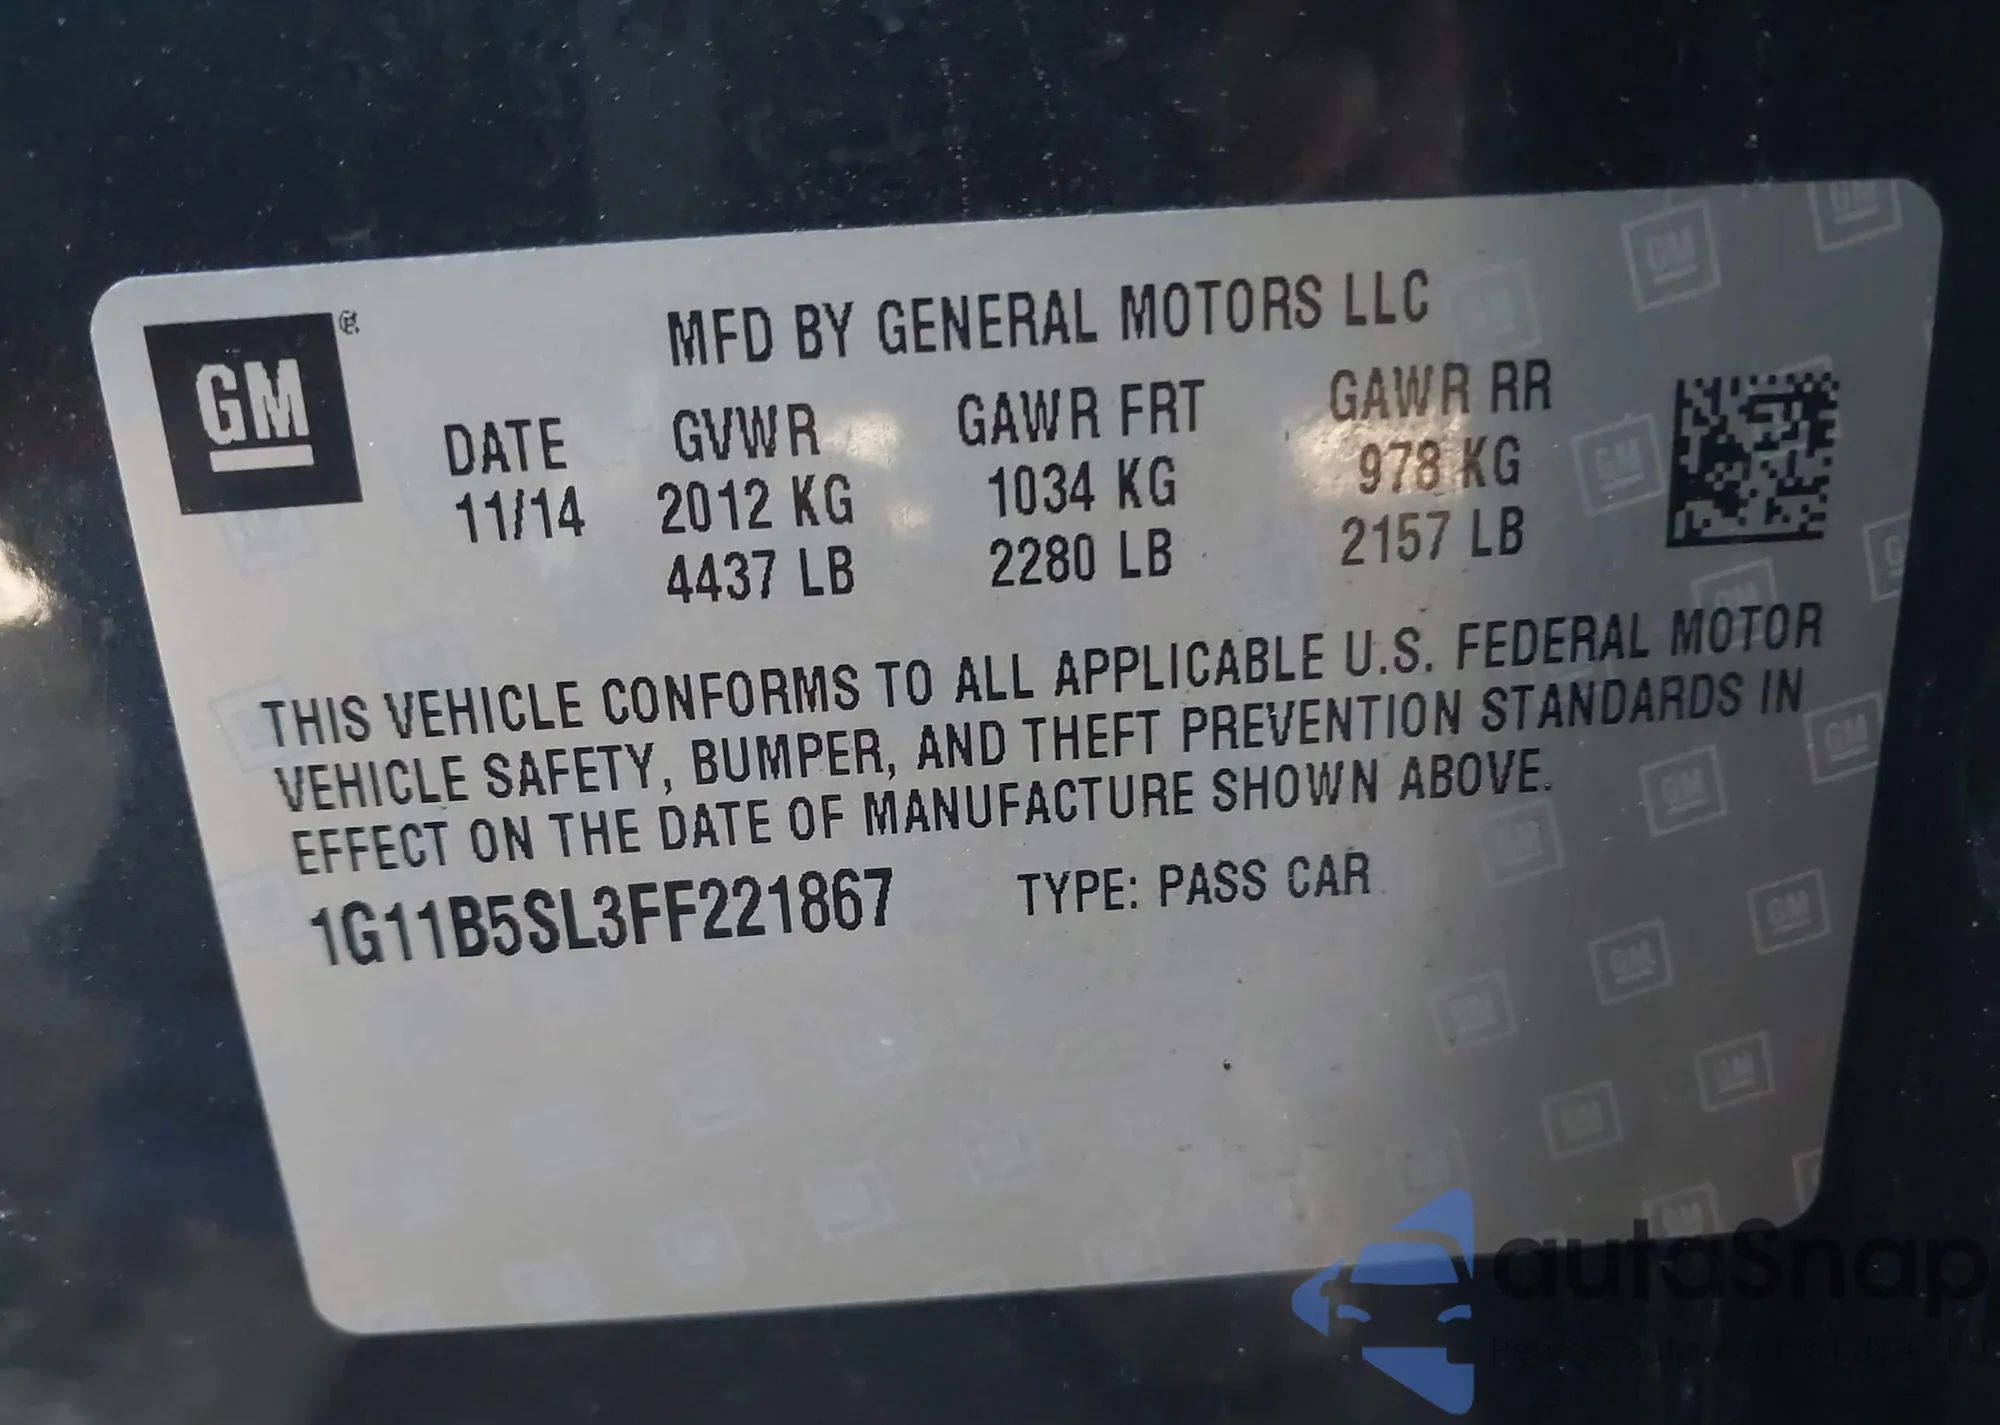 GM ®
MFD BY GENERAL MOTORS LLC
DATE GVWR GAWR FRT GAWR RR
11/14 2012 KG 1034 KG 978 KG
4437 LB 2280 LB 2157 LB
THIS VEHICLE CONFORMS TO ALL APPLICABLE U.S. FEDERAL MOTOR
VEHICLE SAFETY, BUMPER, AND THEFT PREVENTION STANDARDS IN
EFFECT ON THE DATE OF MANUFACTURE SHOWN ABOVE.
1G11B5SL3FF221867 TYPE: PASS CAR
autaSnap